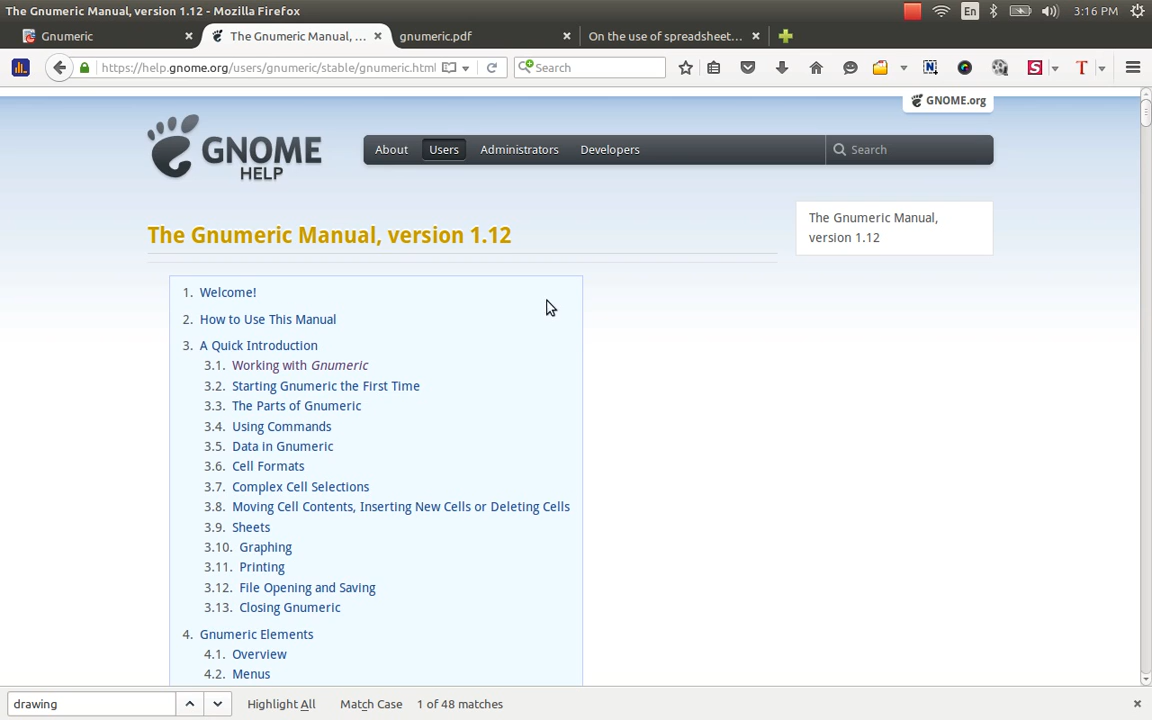 The Gnumeric Manual, version 1.12 - Mozilla Firefox
En
3:16 PM
Gnumeric
The Gnumeric Manual, ...
gnumeric.pdf
On the use of spreadsheet...
https://help.gnome.org/users/gnumeric/stable/gnumeric.html
Search
N
S
T
GNOME.org
GNOME
HELP
About
Users
Administrators
Developers
Search
The Gnumeric Manual, version 1.12
The Gnumeric Manual,
version 1.12
1. Welcome!
2. How to Use This Manual
3. A Quick Introduction
3.1. Working with Gnumeric
3.2. Starting Gnumeric the First Time
3.3. The Parts of Gnumeric
3.4. Using Commands
3.5. Data in Gnumeric
3.6. Cell Formats
3.7. Complex Cell Selections
3.8. Moving Cell Contents, Inserting New Cells or Deleting Cells
3.9. Sheets
3.10. Graphing
3.11. Printing
3.12. File Opening and Saving
3.13. Closing Gnumeric
4. Gnumeric Elements
4.1. Overview
4.2. Menus
drawing
Highlight All
Match Case
1 of 48 matches